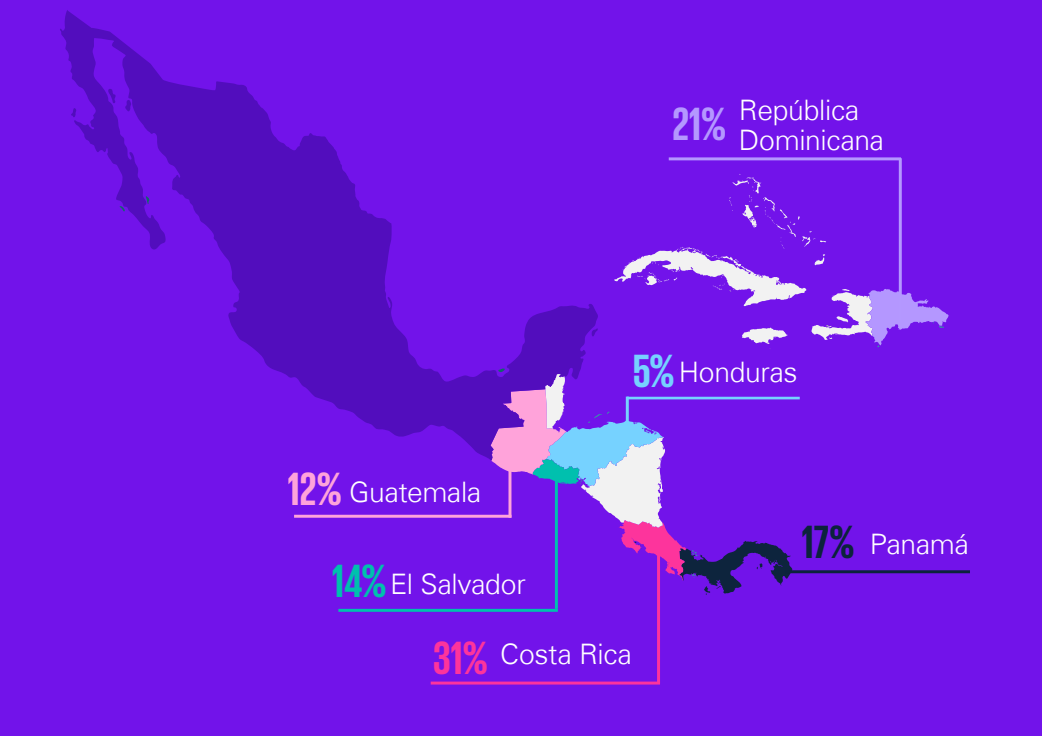 21% República
Dominicana
5% Honduras
12% Guatemala
17% Panamá
14% El Salvador
31% Costa Rica